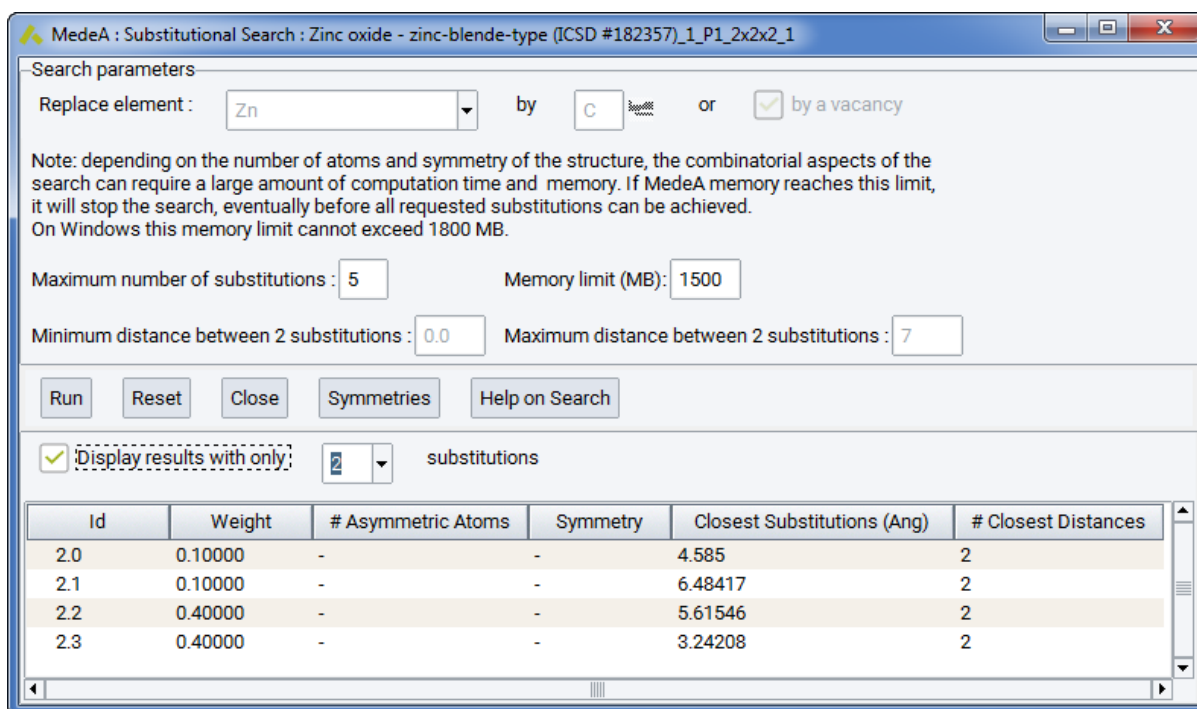 MedeA : Substitutional Search : Zinc oxide - zinc-blende-type (ICSD #182357)_1_P1_2x2x2_1
Search parameters
Replace element : Zn by C or by a vacancy
Note: depending on the number of atoms and symmetry of the structure, the combinatorial aspects of the
search can require a large amount of computation time and memory. If MedeA memory reaches this limit,
it will stop the search, eventually before all requested substitutions can be achieved.
On Windows this memory limit cannot exceed 1800 MB.
Maximum number of substitutions : 5 Memory limit (MB): 1500
Minimum distance between 2 substitutions : 0.0 Maximum distance between 2 substitutions : 7
Run Reset Close Symmetries Help on Search
Display results with only: 2 substitutions
Id Weight # Asymmetric Atoms Symmetry Closest Substitutions (Ang) # Closest Distances
2.0 0.10000 - - 4.585 2
2.1 0.10000 - - 6.48417 2
2.2 0.40000 - - 5.61546 2
2.3 0.40000 - - 3.24208 2